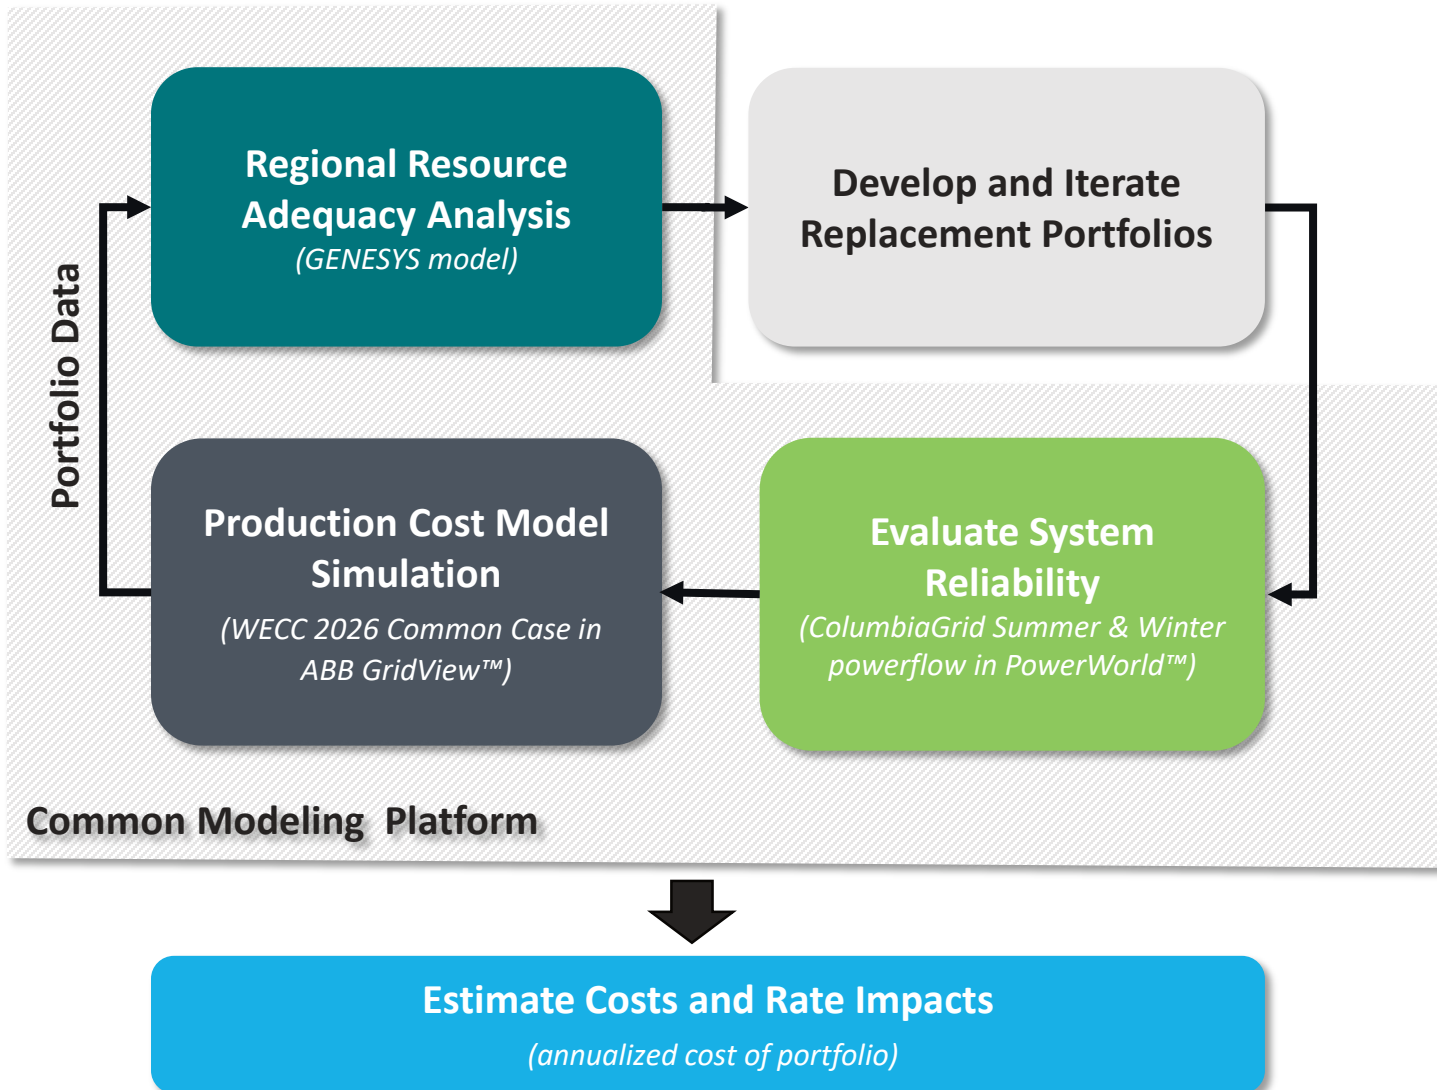 Regional Resource
Adequacy Analysis
(GENESYS model)
Develop and Iterate
Replacement Portfolios
Portfolio Data
Production Cost Model
Simulation
(WECC 2026 Common Case in
ABB GridView™)
Evaluate System
Reliability
(ColumbiaGrid Summer & Winter
powerflow in PowerWorld™)
Common Modeling Platform
Estimate Costs and Rate Impacts
(annualized cost of portfolio)